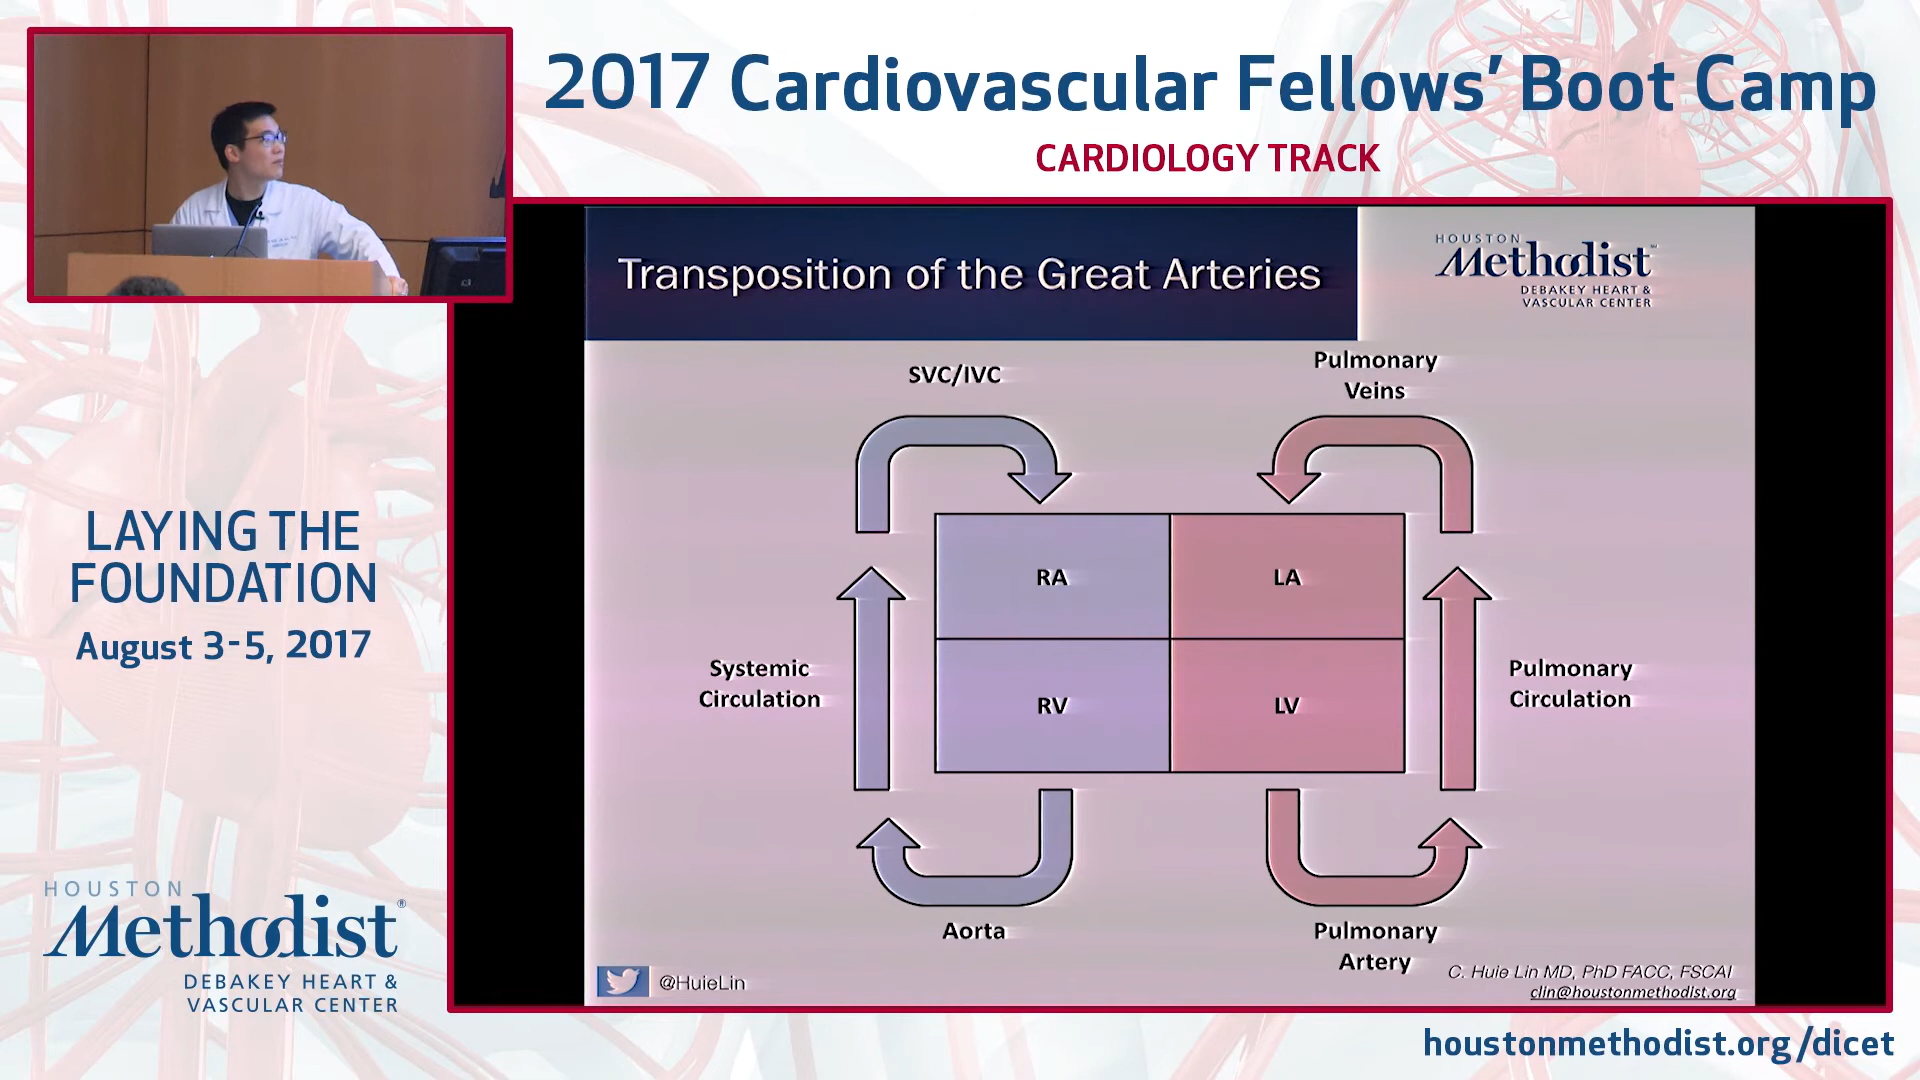 2017 Cardiovascular Fellows' Boot Camp
CARDIOLOGY TRACK
Transposition of the Great Arteries
HOUSTON
Methodist
DEBAKEY HEART &
VASCULAR CENTER
SVC/IVC
Pulmonary
Veins
RA
LA
RV
LV
Systemic
Circulation
Pulmonary
Circulation
Aorta
Pulmonary
Artery
@HuieLin
C. Huie Lin MD, PhD FACC, FSCAI
clin@houstonmethodist.org
LAYING THE
FOUNDATION
August 3-5, 2017
HOUSTON
Methodist®
DEBAKEY HEART &
VASCULAR CENTER
houstonmethodist.org/dicet